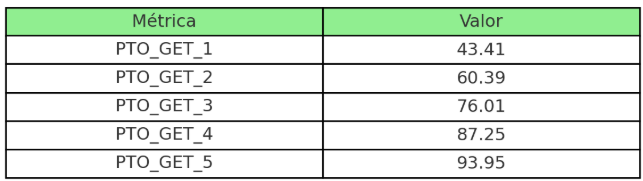 Métrica Valor
PTO_GET_1 43.41
PTO_GET_2 60.39
PTO_GET_3 76.01
PTO_GET_4 87.25
PTO_GET_5 93.95